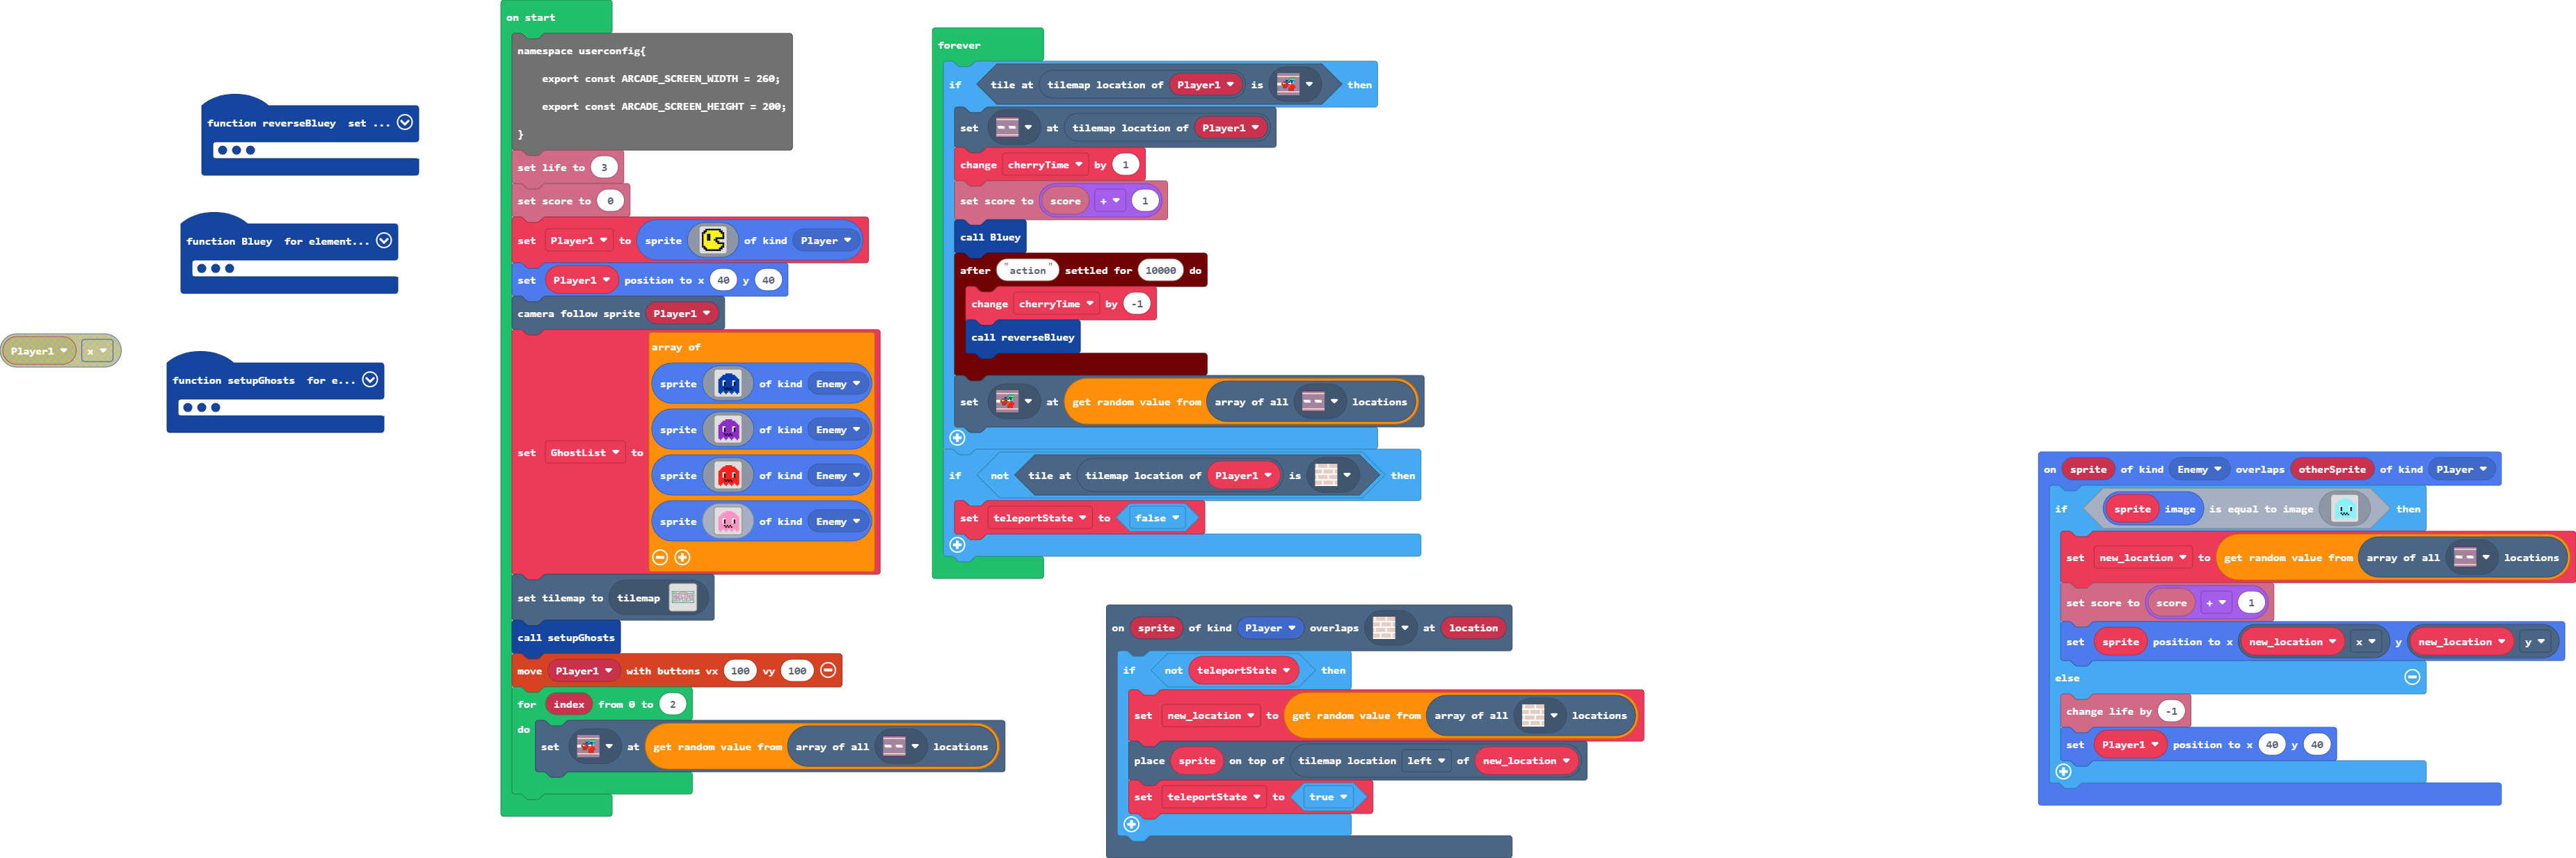 function reverseBluey set ...
function Bluey for element...
Player1 x
function setupGhosts for e...
on start
namespace userconfig{
export const ARCADE_SCREEN_WIDTH = 260;
export const ARCADE_SCREEN_HEIGHT = 200;
}
set life to 3
set score to 0
set Player1 to sprite of kind Player
set Player1 position to x 40 y 40
camera follow sprite Player1
set GhostList to
array of
sprite of kind Enemy
sprite of kind Enemy
sprite of kind Enemy
sprite of kind Enemy
set tilemap to tilemap
call setupGhosts
move Player1 with buttons vx 100 vy 100
for index from 0 to 2
do
set at get random value from array of all locations
forever
if tile at tilemap location of Player1 is then
set at tilemap location of Player1
change cherryTime by 1
set score to score + 1
call Bluey
after "action" settled for 10000 do
change cherryTime by -1
call reverseBluey
set at get random value from array of all locations
if not tile at tilemap location of Player1 is then
set teleportState to false
on sprite of kind Player overlaps at location
if not teleportState then
set new_location to get random value from array of all locations
place sprite on top of tilemap location left of new_location
set teleportState to true
on sprite of kind Enemy overlaps otherSprite of kind Player
if sprite image is equal to image then
set new_location to get random value from array of all locations
set score to score + 1
set sprite position to x new_location x y new_location y
else
change life by -1
set Player1 position to x 40 y 40